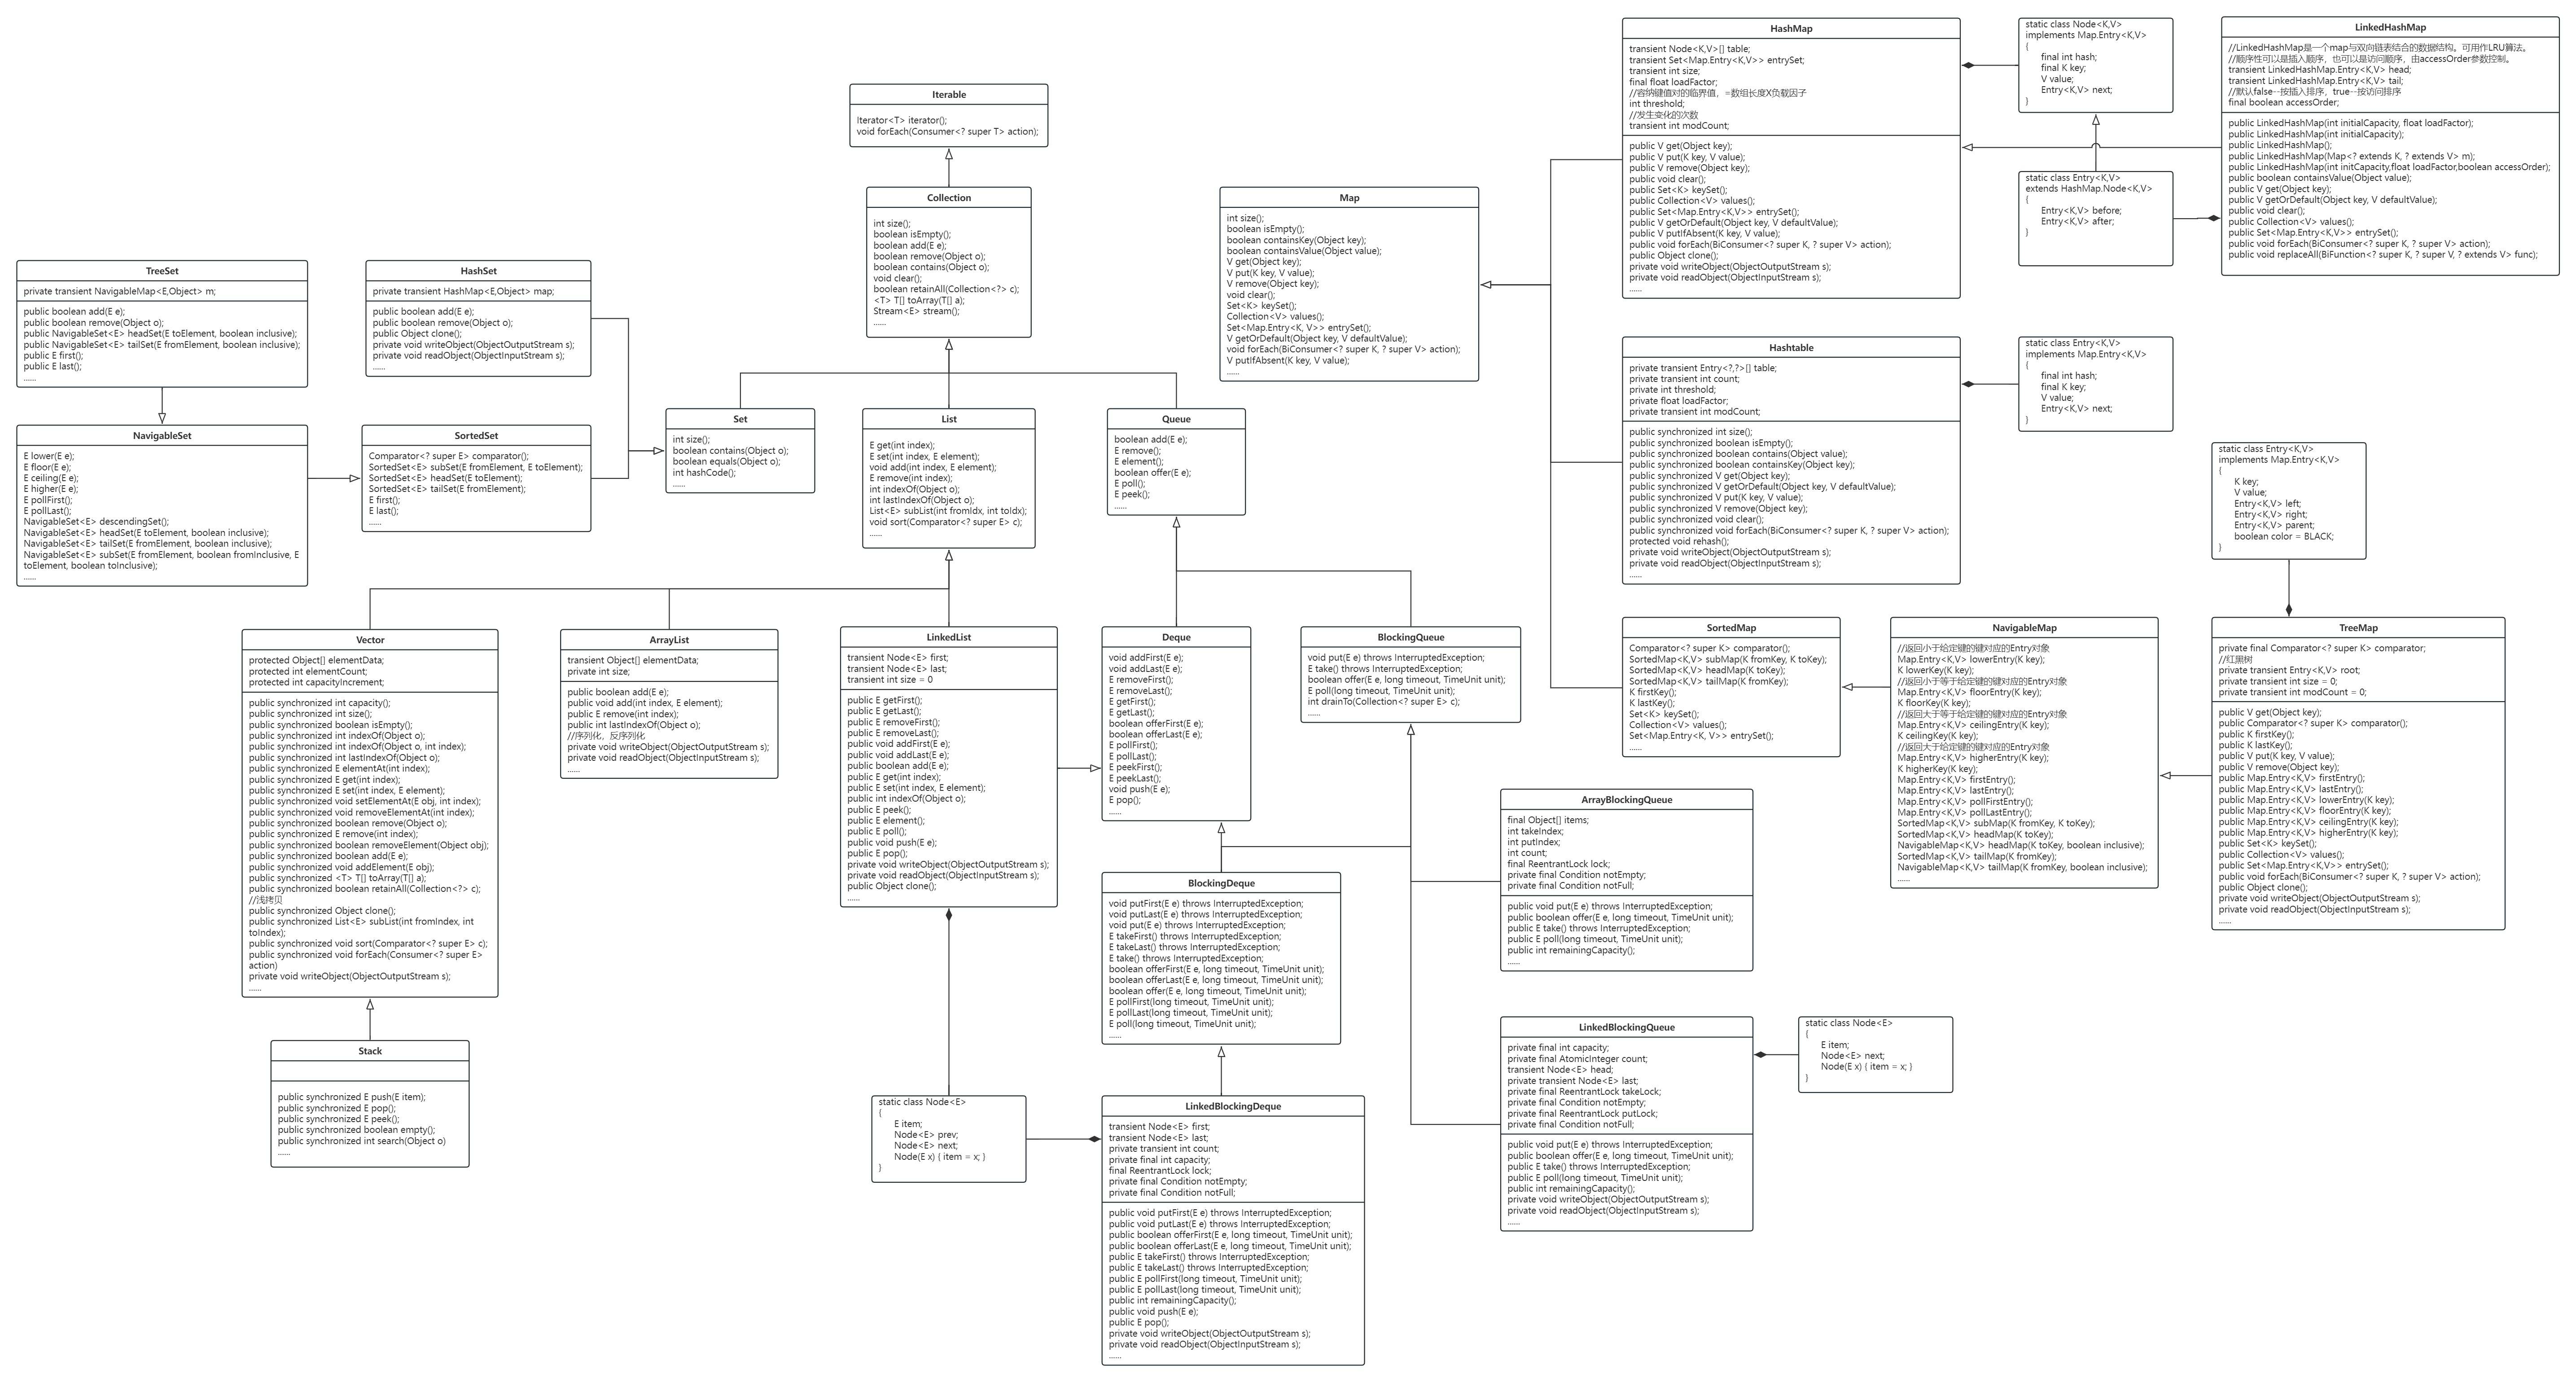 Iterable
Iterator<T> iterator();
void forEach(Consumer<? super T> action);
Collection
int size();
boolean isEmpty();
boolean add(E e);
boolean remove(Object o);
boolean contains(Object o);
void clear();
boolean retainAll(Collection<?> c);
<T> T[] toArray(T[] a);
Stream<E> stream();
......
TreeSet
private transient NavigableMap<E,Object> m;
public boolean add(E e);
public boolean remove(Object o);
public NavigableSet<E> headSet(E toElement, boolean inclusive);
public NavigableSet<E> tailSet(E fromElement, boolean inclusive);
public E first();
public E last();
......
HashSet
private transient HashMap<E,Object> map;
public boolean add(E e);
public boolean remove(Object o);
public Object clone();
private void writeObject(ObjectOutputStream s);
private void readObject(ObjectInputStream s);
......
NavigableSet
E lower(E e);
E floor(E e);
E ceiling(E e);
E higher(E e);
E pollFirst();
E pollLast();
NavigableSet<E> descendingSet();
NavigableSet<E> headSet(E toElement, boolean inclusive);
NavigableSet<E> tailSet(E fromElement, boolean inclusive);
NavigableSet<E> subSet(E fromElement, boolean fromInclusive, E
toElement, boolean toInclusive);
......
SortedSet
Comparator<? super E> comparator();
SortedSet<E> subSet(E fromElement, E toElement);
SortedSet<E> headSet(E toElement);
SortedSet<E> tailSet(E fromElement);
E first();
E last();
......
Set
int size();
boolean contains(Object o);
boolean equals(Object o);
int hashCode();
......
List
E get(int index);
E set(int index, E element);
void add(int index, E element);
E remove(int index);
int indexOf(Object o);
int lastIndexOf(Object o);
List<E> subList(int fromIdx, int toIdx);
void sort(Comparator<? super E> c);
......
Queue
boolean add(E e);
E remove();
E element();
boolean offer(E e);
E poll();
E peek();
......
Vector
protected Object[] elementData;
protected int elementCount;
protected int capacityIncrement;
public synchronized int capacity();
public synchronized int size();
public synchronized boolean isEmpty();
public synchronized int indexOf(Object o);
public synchronized int indexOf(Object o, int index);
public synchronized int lastIndexOf(Object o);
public synchronized E elementAt(int index);
public synchronized E get(int index);
public synchronized E set(int index, E element);
public synchronized void setElementAt(E obj, int index);
public synchronized void removeElementAt(int index);
public synchronized boolean remove(Object o);
public synchronized E remove(int index);
public synchronized boolean removeElement(Object obj);
public synchronized boolean add(E e);
public synchronized void addElement(E obj);
public synchronized <T> T[] toArray(T[] a);
public synchronized boolean retainAll(Collection<?> c);
//浅拷贝
public synchronized Object clone();
public synchronized List<E> subList(int fromIndex, int
toIndex);
public synchronized void sort(Comparator<? super E> c);
public synchronized void forEach(Consumer<? super E>
action)
private void writeObject(ObjectOutputStream s);
......
ArrayList
transient Object[] elementData;
private int size;
public boolean add(E e);
public void add(int index, E element);
public E remove(int index);
public int lastIndexOf(Object o);
//序列化，反序列化
private void writeObject(ObjectOutputStream s);
private void readObject(ObjectInputStream s);
......
LinkedList
transient Node<E> first;
transient Node<E> last;
transient int size = 0
public E getFirst();
public E getLast();
public E removeFirst();
public E removeLast();
public void addFirst(E e);
public void addLast(E e);
public boolean add(E e);
public E get(int index);
public E set(int index, E element);
public int indexOf(Object o);
public E peek();
public E element();
public E poll();
public void push(E e);
public E pop();
private void writeObject(ObjectOutputStream s);
private void readObject(ObjectInputStream s);
public Object clone();
......
Deque
void addFirst(E e);
void addLast(E e);
E removeFirst();
E removeLast();
E getFirst();
E getLast();
boolean offerFirst(E e);
boolean offerLast(E e);
E pollFirst();
E pollLast();
E peekFirst();
E peekLast();
void push(E e);
E pop();
......
BlockingQueue
void put(E e) throws InterruptedException;
E take() throws InterruptedException;
boolean offer(E e, long timeout, TimeUnit unit);
E poll(long timeout, TimeUnit unit);
int drainTo(Collection<? super E> c);
......
Stack
public synchronized E push(E item);
public synchronized E pop();
public synchronized E peek();
public synchronized boolean empty();
public synchronized int search(Object o)
......
BlockingDeque
void putFirst(E e) throws InterruptedException;
void putLast(E e) throws InterruptedException;
void put(E e) throws InterruptedException;
E takeFirst() throws InterruptedException;
E takeLast() throws InterruptedException;
E take() throws InterruptedException;
boolean offerFirst(E e, long timeout, TimeUnit unit);
boolean offerLast(E e, long timeout, TimeUnit unit);
boolean offer(E e, long timeout, TimeUnit unit);
E pollFirst(long timeout, TimeUnit unit);
E pollLast(long timeout, TimeUnit unit);
E poll(long timeout, TimeUnit unit);
......
static class Node<E>
{
E item;
Node<E> prev;
Node<E> next;
Node(E x) { item = x; }
}
LinkedBlockingDeque
transient Node<E> first;
transient Node<E> last;
private transient int count;
private final int capacity;
final ReentrantLock lock;
private final Condition notEmpty;
private final Condition notFull;
public void putFirst(E e) throws InterruptedException;
public void putLast(E e) throws InterruptedException;
public boolean offerFirst(E e, long timeout, TimeUnit unit);
public boolean offerLast(E e, long timeout, TimeUnit unit);
public E takeFirst() throws InterruptedException;
public E takeLast() throws InterruptedException;
public E pollFirst(long timeout, TimeUnit unit);
public E pollLast(long timeout, TimeUnit unit);
public int remainingCapacity();
public void push(E e);
public E pop();
private void writeObject(ObjectOutputStream s);
private void readObject(ObjectInputStream s);
......
ArrayBlockingQueue
final Object[] items;
int takeIndex;
int putIndex;
int count;
final ReentrantLock lock;
private final Condition notEmpty;
private final Condition notFull;
public void put(E e) throws InterruptedException;
public boolean offer(E e, long timeout, TimeUnit unit);
public E take() throws InterruptedException;
public E poll(long timeout, TimeUnit unit);
public int remainingCapacity();
......
LinkedBlockingQueue
private final int capacity;
private final AtomicInteger count;
transient Node<E> head;
private transient Node<E> last;
private final ReentrantLock takeLock;
private final Condition notEmpty;
private final ReentrantLock putLock;
private final Condition notFull;
public void put(E e) throws InterruptedException;
public boolean offer(E e, long timeout, TimeUnit unit);
public E take() throws InterruptedException;
public E poll(long timeout, TimeUnit unit);
public int remainingCapacity();
private void writeObject(ObjectOutputStream s);
private void readObject(ObjectInputStream s);
......
static class Node<E>
{
E item;
Node<E> next;
Node(E x) { item = x; }
}
Map
int size();
boolean isEmpty();
boolean containsKey(Object key);
boolean containsValue(Object value);
V get(Object key);
V put(K key, V value);
V remove(Object key);
void clear();
Set<K> keySet();
Collection<V> values();
Set<Map.Entry<K, V>> entrySet();
V getOrDefault(Object key, V defaultValue);
void forEach(BiConsumer<? super K, ? super V> action);
V putIfAbsent(K key, V value);
......
HashMap
transient Node<K,V>[] table;
transient Set<Map.Entry<K,V>> entrySet;
transient int size;
final float loadFactor;
//容纳键值对的临界值，=数组长度X负载因子
int threshold;
//发生变化的次数
transient int modCount;
public V get(Object key);
public V put(K key, V value);
public V remove(Object key);
public void clear();
public Set<K> keySet();
public Collection<V> values();
public Set<Map.Entry<K,V>> entrySet();
public V getOrDefault(Object key, V defaultValue);
public V putIfAbsent(K key, V value);
public void forEach(BiConsumer<? super K, ? super V> action);
public Object clone();
private void writeObject(ObjectOutputStream s);
private void readObject(ObjectInputStream s);
......
static class Node<K,V>
implements Map.Entry<K,V>
{
final int hash;
final K key;
V value;
Entry<K,V> next;
}
static class Entry<K,V>
extends HashMap.Node<K,V>
{
Entry<K,V> before;
Entry<K,V> after;
}
LinkedHashMap
//LinkedHashMap是一个map与双向链表结合的数据结构。可用作LRU算法。
//顺序性可以是插入顺序，也可以是访问顺序，由accessOrder参数控制。
transient LinkedHashMap.Entry<K,V> head;
transient LinkedHashMap.Entry<K,V> tail;
//默认false--按插入排序，true--按访问排序
final boolean accessOrder;
public LinkedHashMap(int initialCapacity, float loadFactor);
public LinkedHashMap(int initialCapacity);
public LinkedHashMap();
public LinkedHashMap(Map<? extends K, ? extends V> m);
public LinkedHashMap(int initCapacity,float loadFactor,boolean accessOrder);
public boolean containsValue(Object value);
public V get(Object key);
public V getOrDefault(Object key, V defaultValue);
public void clear();
public Collection<V> values();
public Set<Map.Entry<K,V>> entrySet();
public void forEach(BiConsumer<? super K, ? super V> action);
public void replaceAll(BiFunction<? super K, ? super V, ? extends V> func);
Hashtable
private transient Entry<?,?>[] table;
private transient int count;
private int threshold;
private float loadFactor;
private transient int modCount;
public synchronized int size();
public synchronized boolean isEmpty();
public synchronized boolean contains(Object value);
public synchronized boolean containsKey(Object key);
public synchronized V get(Object key);
public synchronized V getOrDefault(Object key, V defaultValue);
public synchronized V put(K key, V value);
public synchronized V remove(Object key);
public synchronized void clear();
public synchronized void forEach(BiConsumer<? super K, ? super V> action);
protected void rehash();
private void writeObject(ObjectOutputStream s);
private void readObject(ObjectInputStream s);
......
static class Entry<K,V>
implements Map.Entry<K,V>
{
final int hash;
final K key;
V value;
Entry<K,V> next;
}
static class Entry<K,V>
implements Map.Entry<K,V>
{
K key;
V value;
Entry<K,V> left;
Entry<K,V> right;
Entry<K,V> parent;
boolean color = BLACK;
}
SortedMap
Comparator<? super K> comparator();
SortedMap<K,V> subMap(K fromKey, K toKey);
SortedMap<K,V> headMap(K toKey);
SortedMap<K,V> tailMap(K fromKey);
K firstKey();
K lastKey();
Set<K> keySet();
Collection<V> values();
Set<Map.Entry<K, V>> entrySet();
......
NavigableMap
//返回小于给定键的键对应的Entry对象
Map.Entry<K,V> lowerEntry(K key);
K lowerKey(K key);
//返回小于等于给定键的键对应的Entry对象
Map.Entry<K,V> floorEntry(K key);
K floorKey(K key);
//返回大于等于给定键的键对应的Entry对象
Map.Entry<K,V> ceilingEntry(K key);
K ceilingKey(K key);
//返回大于给定键的键对应的Entry对象
Map.Entry<K,V> higherEntry(K key);
K higherKey(K key);
Map.Entry<K,V> firstEntry();
Map.Entry<K,V> lastEntry();
Map.Entry<K,V> pollFirstEntry();
Map.Entry<K,V> pollLastEntry();
SortedMap<K,V> subMap(K fromKey, K toKey);
SortedMap<K,V> headMap(K toKey);
NavigableMap<K,V> headMap(K toKey, boolean inclusive);
SortedMap<K,V> tailMap(K fromKey);
NavigableMap<K,V> tailMap(K fromKey, boolean inclusive);
......
TreeMap
private final Comparator<? super K> comparator;
//红黑树
private transient Entry<K,V> root;
private transient int size = 0;
private transient int modCount = 0;
public V get(Object key);
public Comparator<? super K> comparator();
public K firstKey();
public K lastKey();
public V put(K key, V value);
public V remove(Object key);
public Map.Entry<K,V> firstEntry();
public Map.Entry<K,V> lastEntry();
public Map.Entry<K,V> lowerEntry(K key);
public Map.Entry<K,V> floorEntry(K key);
public Map.Entry<K,V> ceilingEntry(K key);
public Map.Entry<K,V> higherEntry(K key);
public Set<K> keySet();
public Collection<V> values();
public Set<Map.Entry<K,V>> entrySet();
public void forEach(BiConsumer<? super K, ? super V> action);
public Object clone();
private void writeObject(ObjectOutputStream s);
private void readObject(ObjectInputStream s);
......